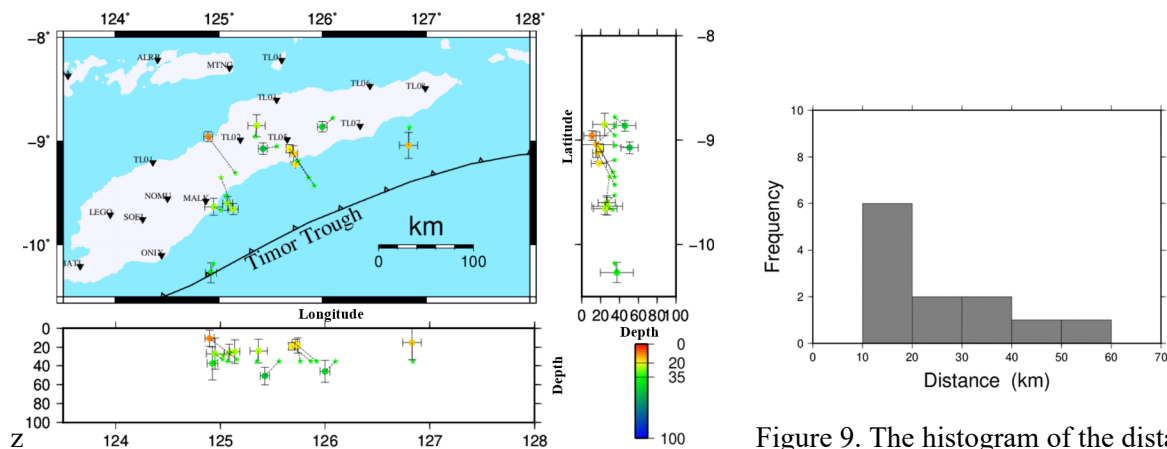 124° 125° 126° 127° 128°
−8°
ALRB
MTNG
TL04
TL06
TL08
TL03
TL07
−9°
TL02
TL05
TL01
NOMU
MALK
LEGO
SOEI
ONIX
−10°
Timor Trough
km
0 100
Longitude
0
20
40
60
80
100
Depth
124 125 126 127 128
z
−8
−9
−10
Latitude
0 20 40 60 80 100
Depth
0
20
35
100
10
8
6
4
2
0
Frequency
0 10 20 30 40 50 60 70
Distance (km)
Figure 9. The histogram of the dista